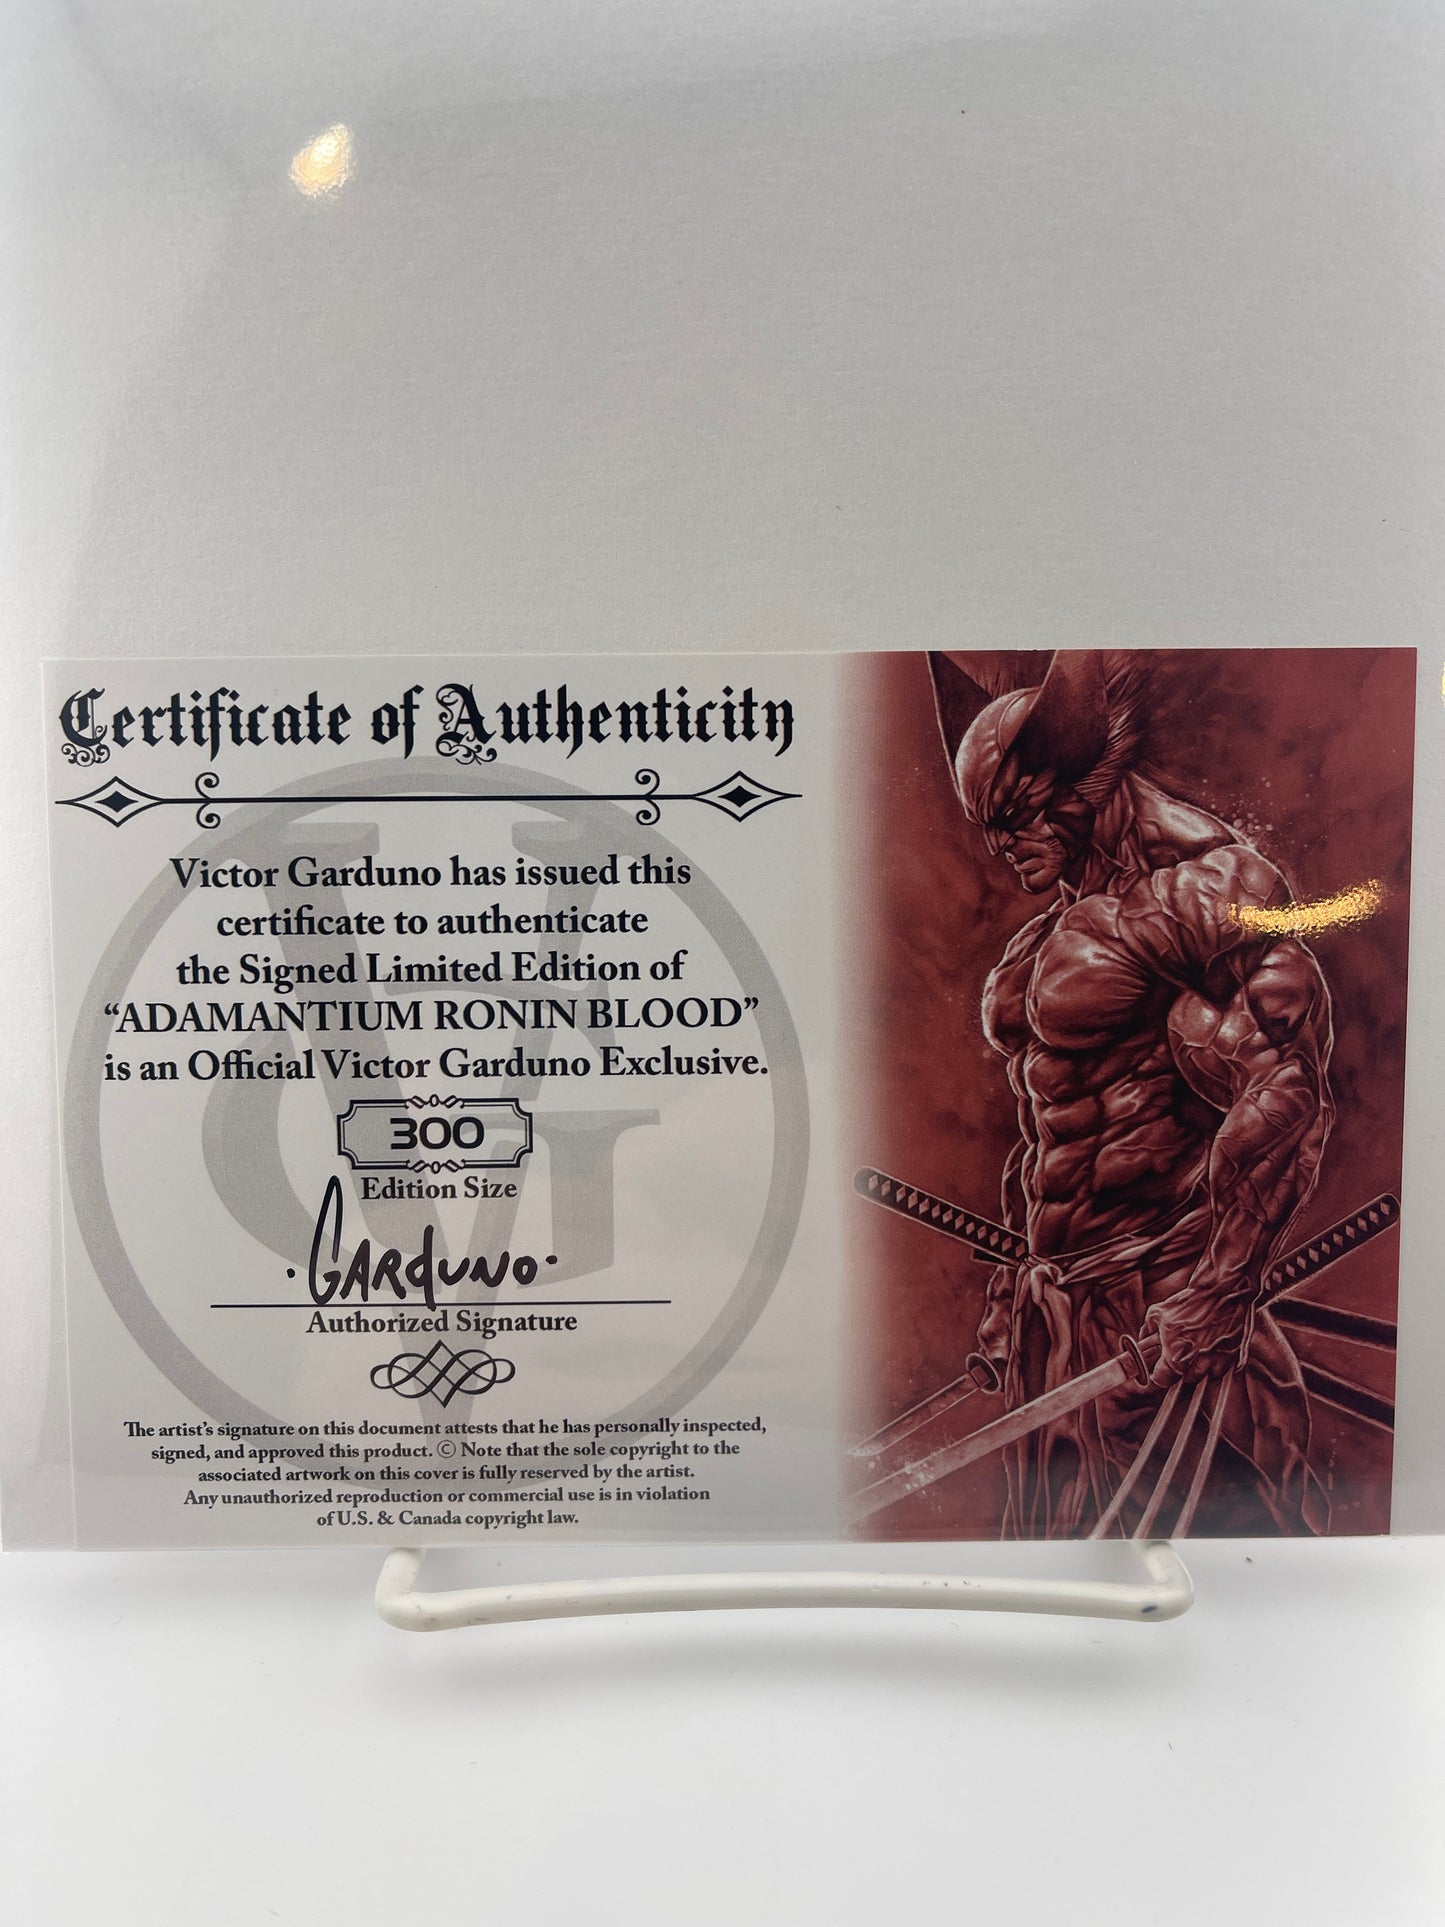 Certificate of Authenticity
Victor Garduno has issued this
certificate to authenticate
the Signed Limited Edition of
“ADAMANTIUM RONIN BLOOD”
is an Official Victor Garduno Exclusive.
300
Edition Size
·GARDUNO·
Authorized Signature
The artist’s signature on this document attests that he has personally inspected,
signed, and approved this product. © Note that the sole copyright to the
associated artwork on this cover is fully reserved by the artist.
Any unauthorized reproduction or commercial use is in violation
of U.S. & Canada copyright law.
VG